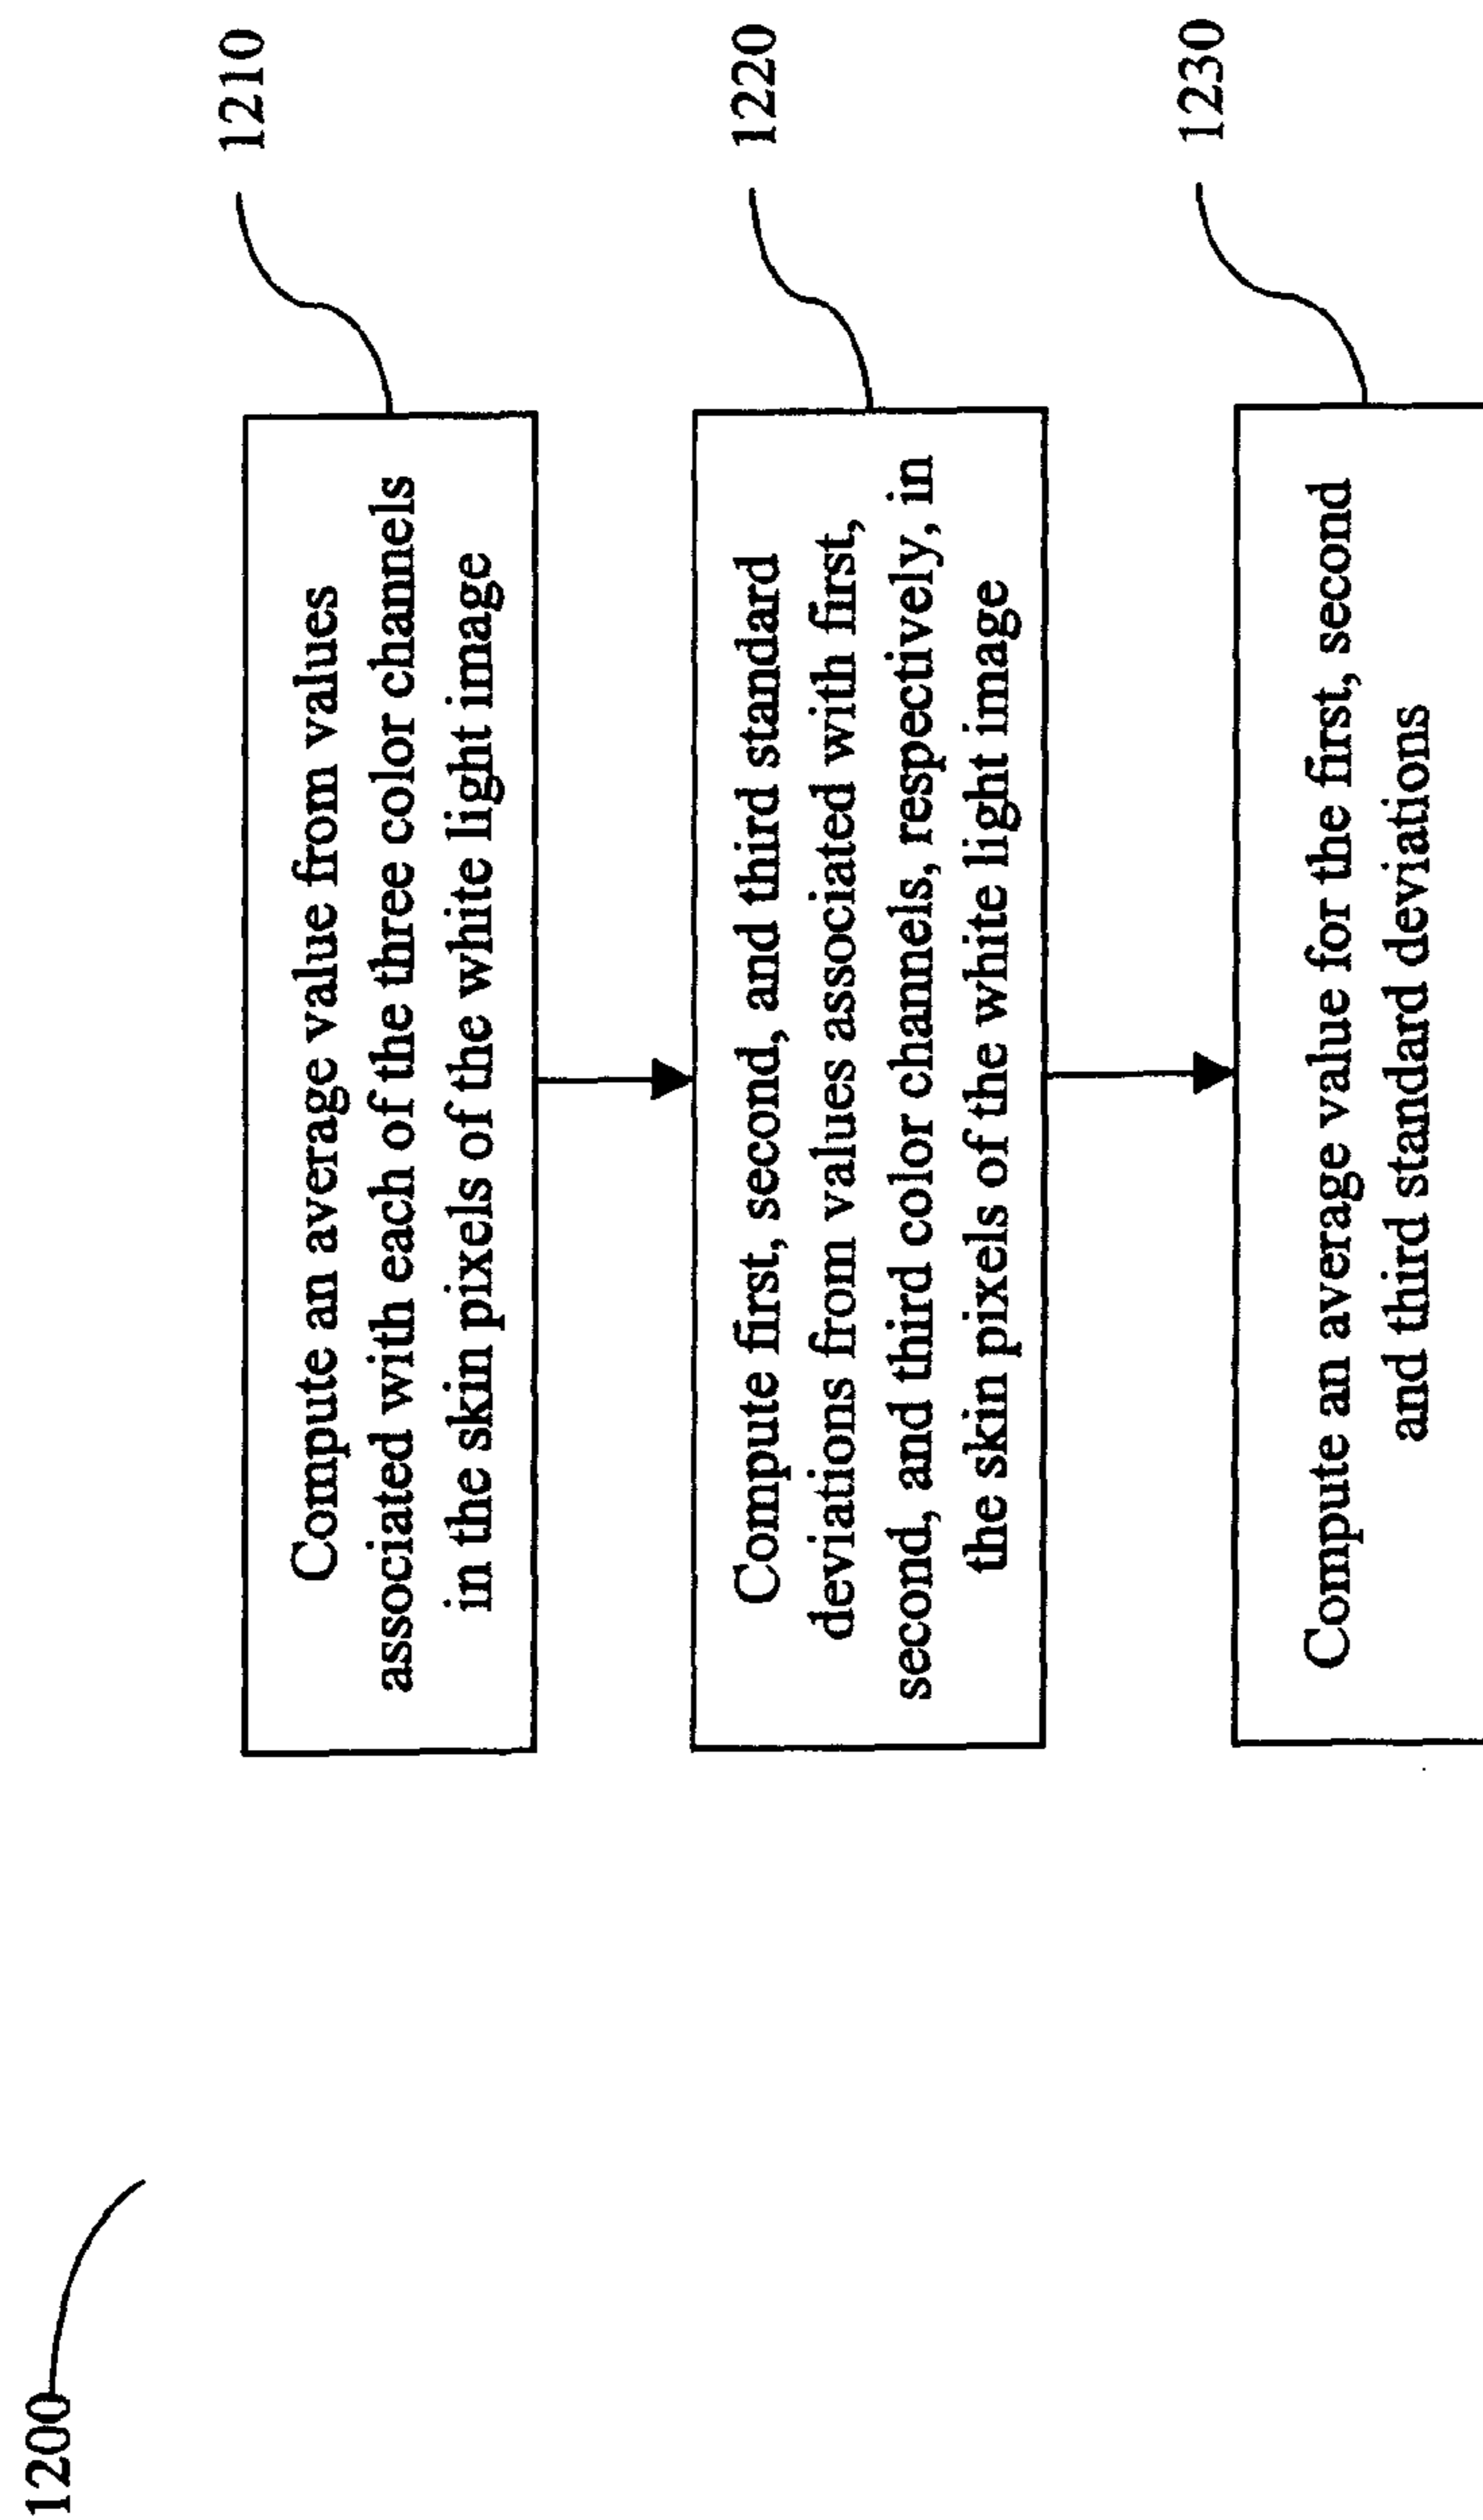 1200
1210
Compute an average value from values
associated with each of the three color channels
in the skin pixels of the white light image
1220
Compute first, second, and third standard
deviations from values associated with first,
second, and third color channels, respectively, in
the skin pixels of the white light image
1230
Compute an average value for the first, second
and third standard deviations